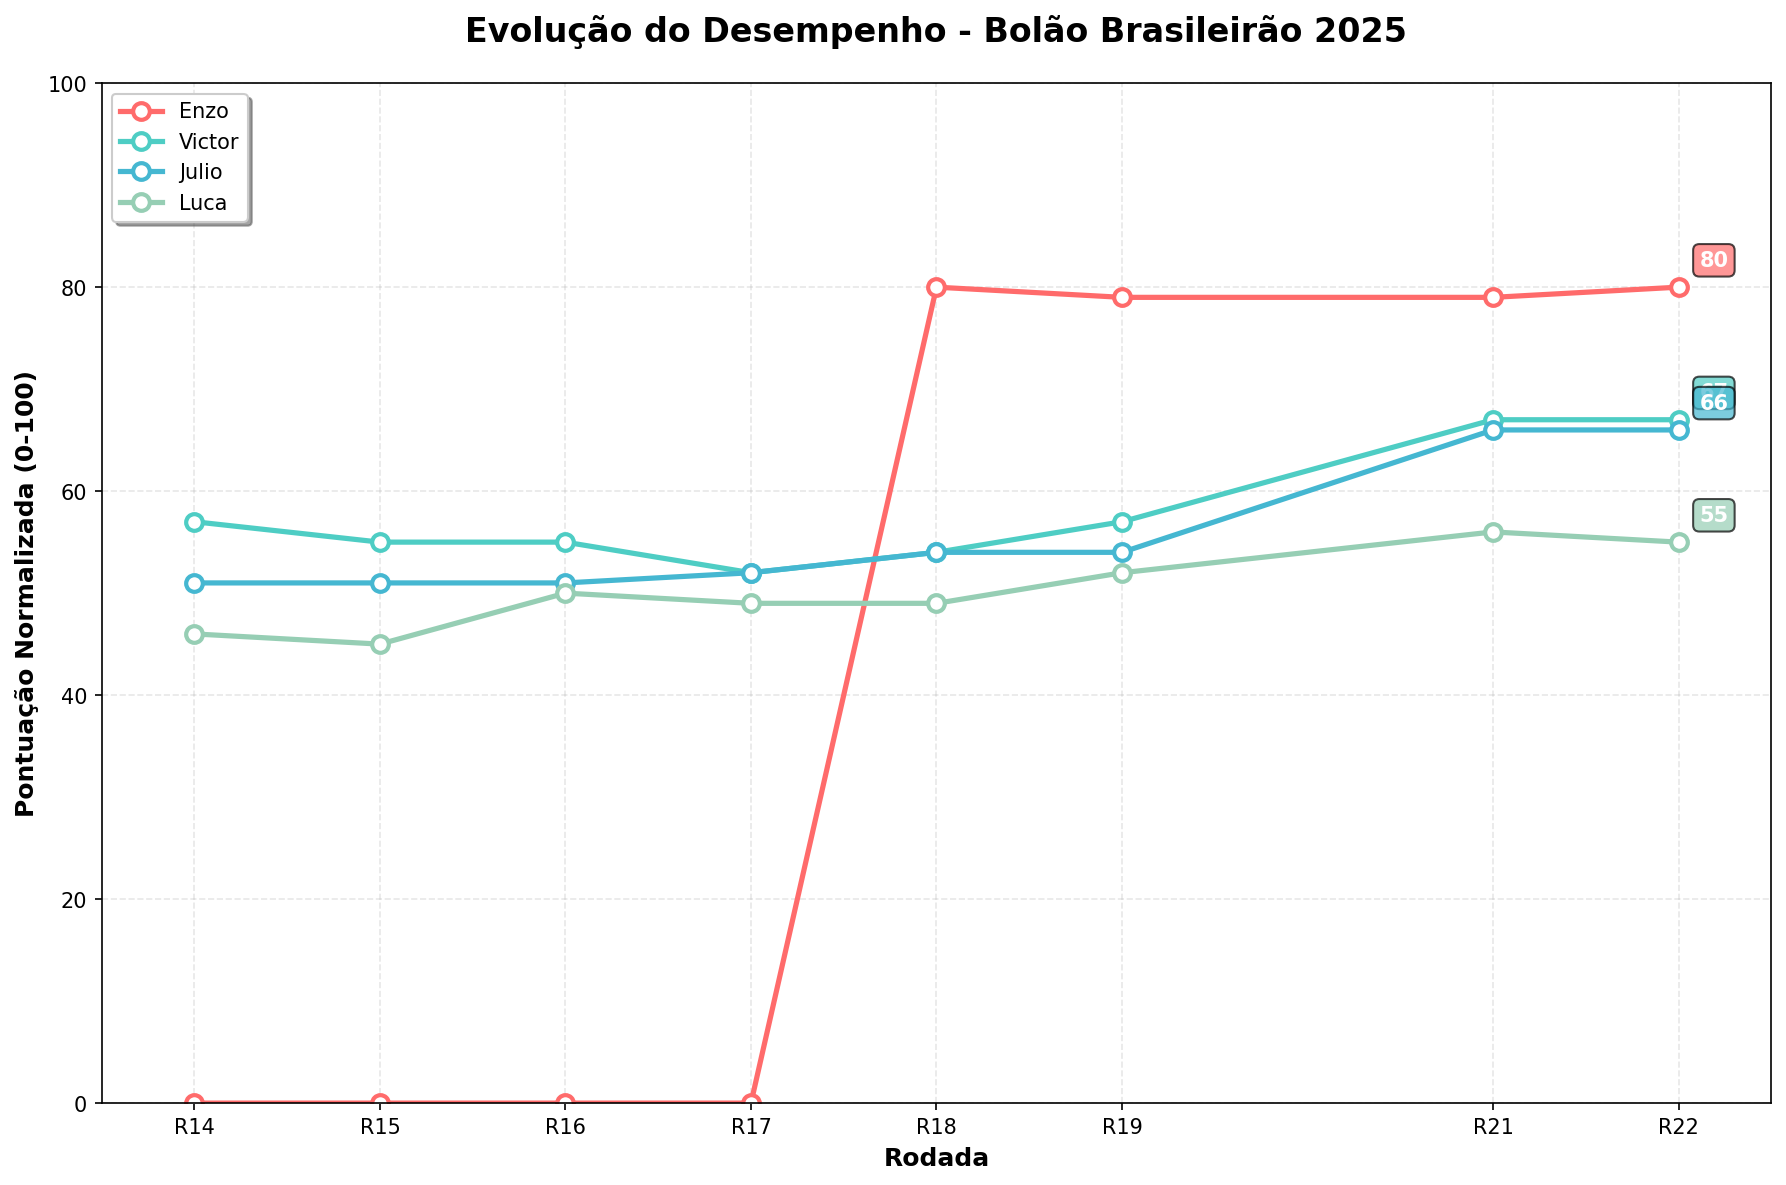 Evolução do Desempenho - Bolão Brasileirão 2025
Enzo
Victor
Julio
Luca
Pontuação Normalizada (0-100)
100
80
60
40
20
0
80
66
55
R14 R15 R16 R17 R18 R19 R21 R22
Rodada